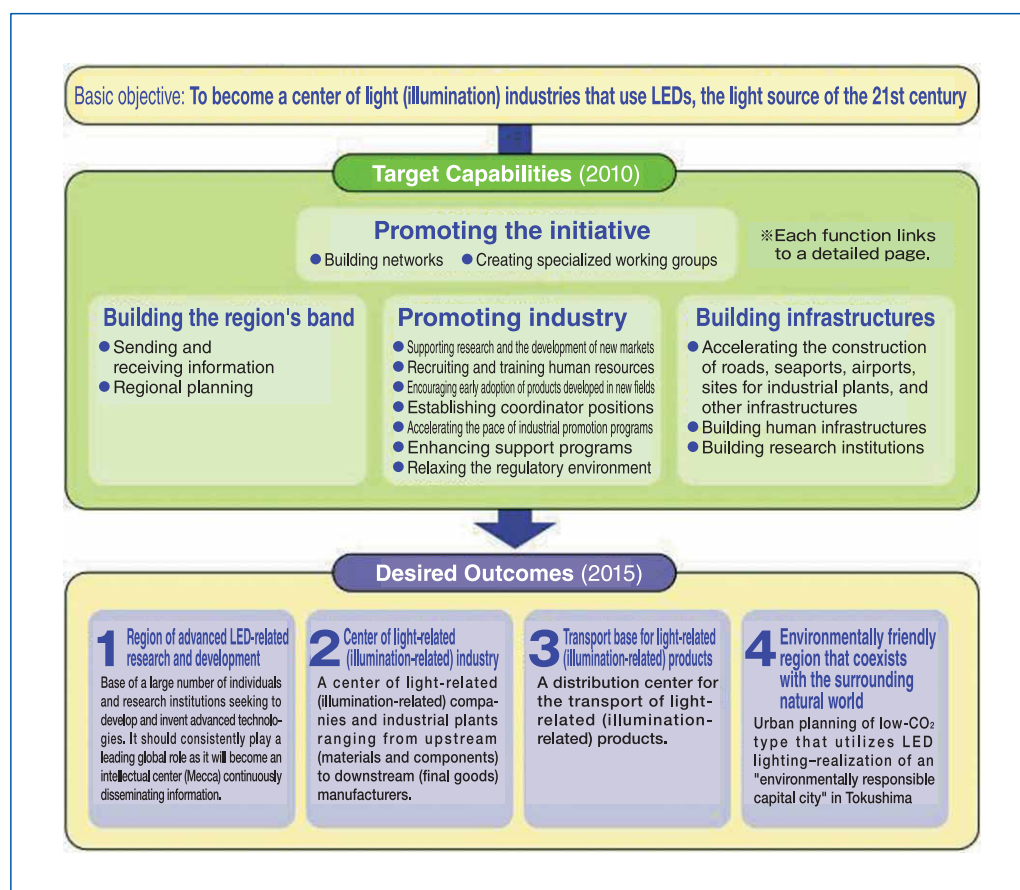 Basic objective: To become a center of light (illumination) industries that use LEDs, the light source of the 21st century
Target Capabilities (2010)
Promoting the initiative
● Building networks ● Creating specialized working groups
※Each function links
to a detailed page.
Building the region's band
● Sending and
receiving information
● Regional planning
Promoting industry
● Supporting research and the development of new markets
● Recruiting and training human resources
● Encouraging early adoption of products developed in new fields
● Establishing coordinator positions
● Accelerating the pace of industrial promotion programs
● Enhancing support programs
● Relaxing the regulatory environment
Building infrastructures
● Accelerating the construction
of roads, seaports, airports,
sites for industrial plants, and
other infrastructures
● Building human infrastructures
● Building research institutions
Desired Outcomes (2015)
1 Region of advanced LED-related
research and development
Base of a large number of individuals
and research institutions seeking to
develop and invent advanced technolo-
gies. It should consistently play a
leading global role as it will become an
intellectual center (Mecca) continuously
disseminating information.
2 Center of light-related
(illumination-related) industry
A center of light-related
(illumination-related) compa-
nies and industrial plants
ranging from upstream
(materials and components)
to downstream (final goods)
manufacturers.
3 Transport base for light-related
(illumination-related) products
A distribution center for
the transport of light-
related (illumination-
related) products.
4 Environmentally friendly
region that coexists
with the surrounding
natural world
Urban planning of low-CO₂
type that utilizes LED
lighting–realization of an
"environmentally responsible
capital city" in Tokushima